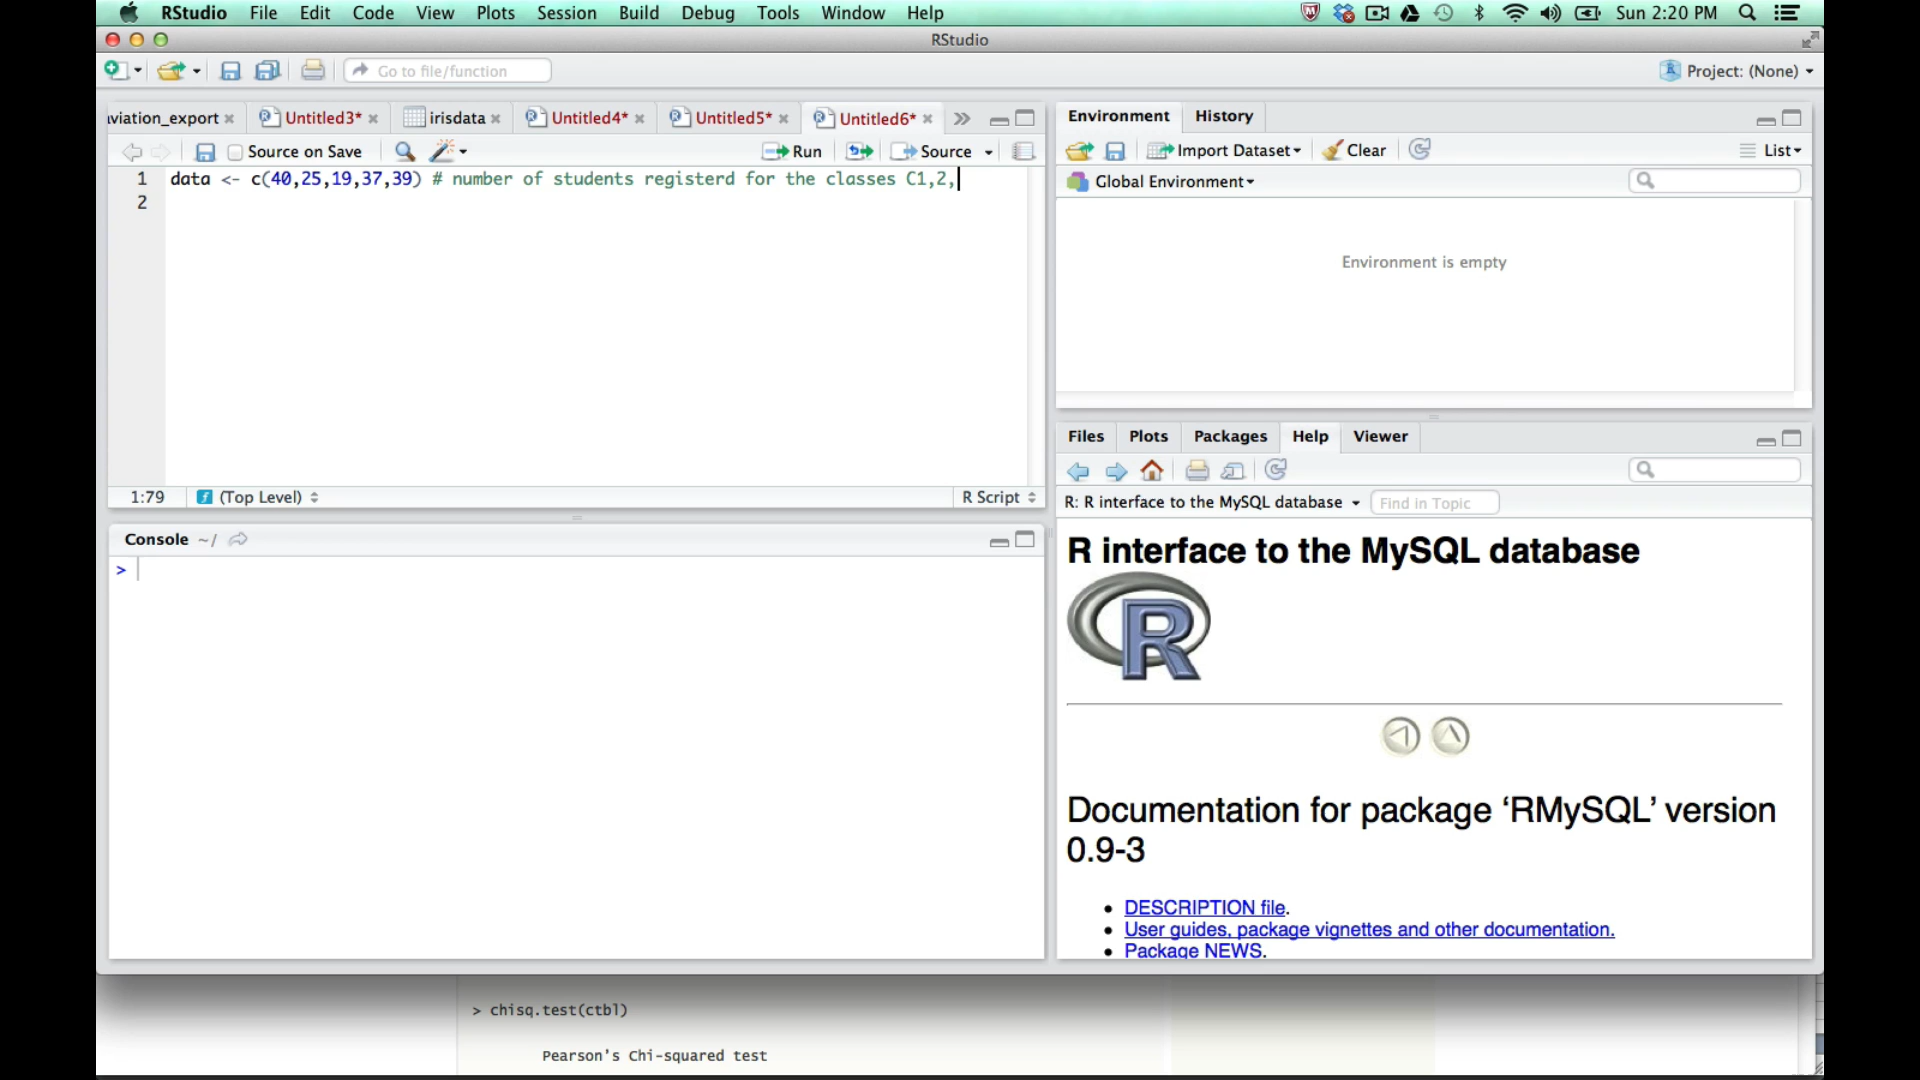 RStudio File Edit Code View Plots Session Build Debug Tools Window Help Sun 2:20 PM
RStudio
Go to file/function Project: (None)
wiation_export Untitled3* irisdata Untitled4* Untitled5* Untitled6*
Source on Save Run Source
1 data <- c(40,25,19,37,39) # number of students registerd for the classes C1,2,
2
1:79 (Top Level) R Script
Console ~/
>
Environment History
Import Dataset Clear List
Global Environment
Environment is empty
Files Plots Packages Help Viewer
R: R interface to the MySQL database Find in Topic
R interface to the MySQL database
R
Documentation for package ‘RMySQL’ version
0.9-3
• DESCRIPTION file.
• User guides, package vignettes and other documentation.
• Package NEWS.
> chisq.test(ctbl)
Pearson's Chi-squared test